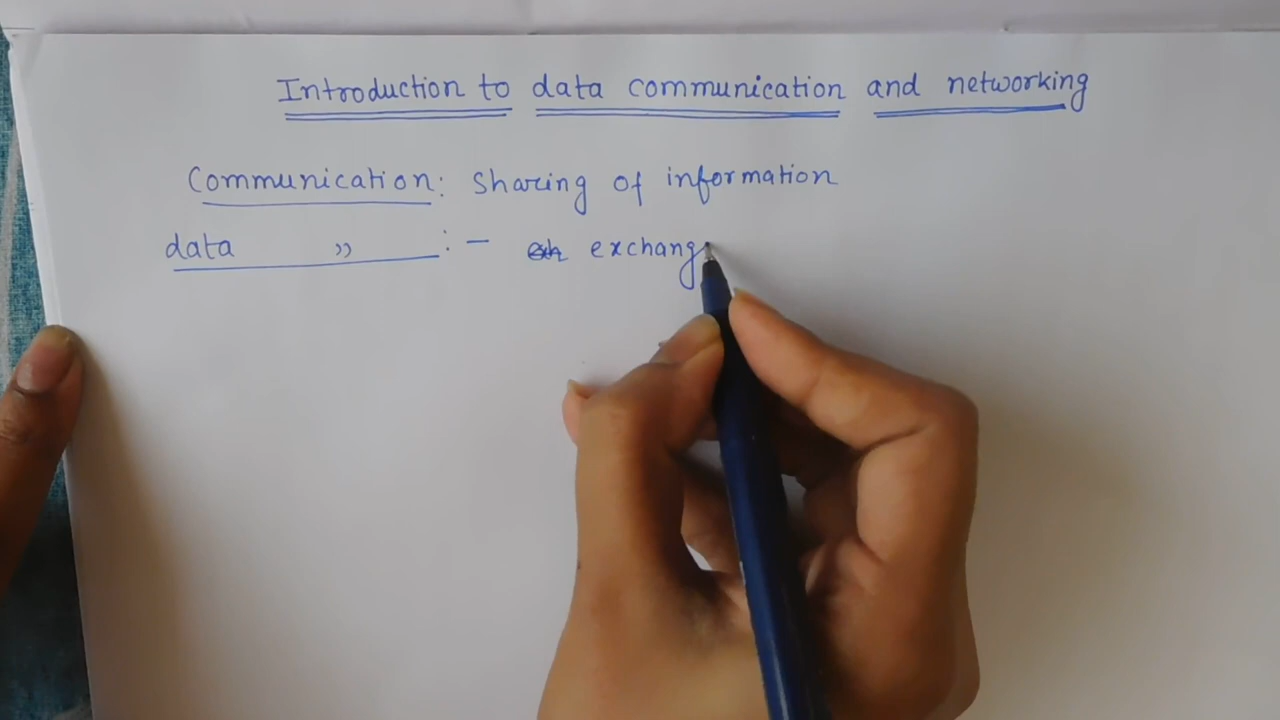 Introduction to data communication and networking
Communication: Sharing of information
data " :- exchang